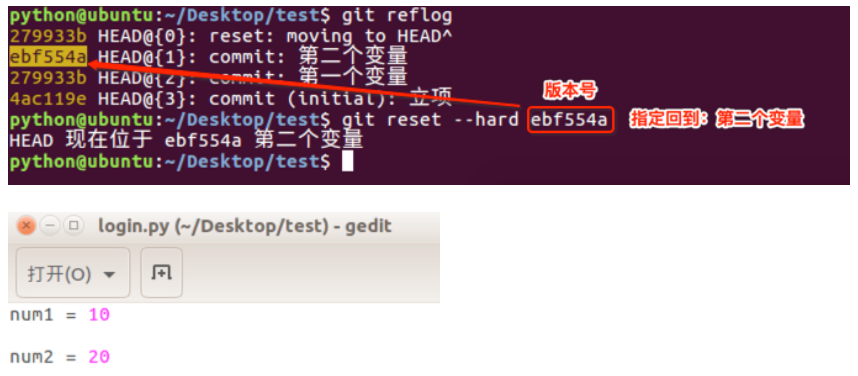 python@ubuntu:~/Desktop/test$ git reflog
279933b HEAD@{0}: reset: moving to HEAD^
ebf554a HEAD@{1}: commit: 第二个变量
279933b HEAD@{2}: commit: 第一个变量
4ac119e HEAD@{3}: commit (initial): 立项
版本号
python@ubuntu:~/Desktop/test$ git reset --hard ebf554a 指定回到：第二个变量
HEAD 现在位于 ebf554a 第二个变量
python@ubuntu:~/Desktop/test$
login.py (~/Desktop/test) - gedit
打开(O)
num1 = 10
num2 = 20